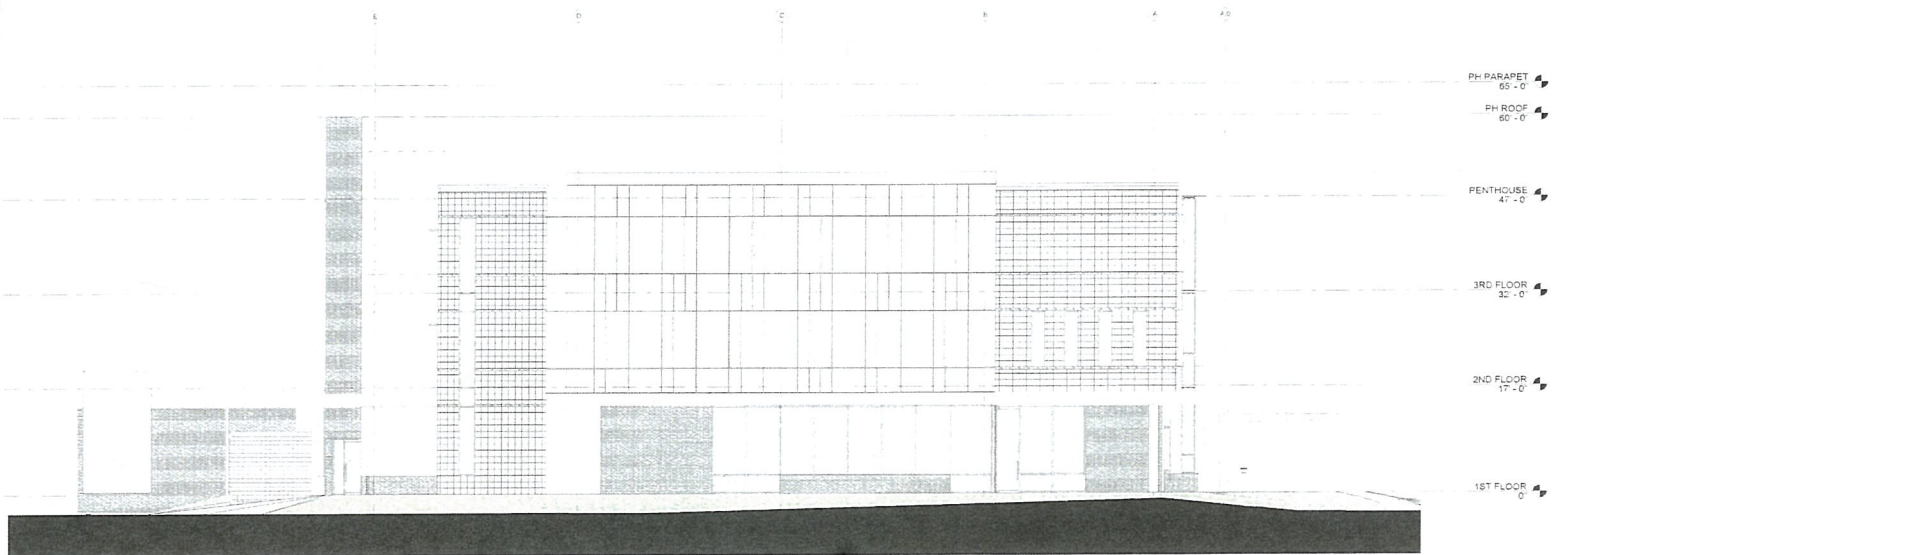 E D C B A A.9
PH PARAPET
65' - 0"
PH ROOF
60' - 0"
PENTHOUSE
47' - 0"
3RD FLOOR
32' - 0"
2ND FLOOR
17' - 0"
1ST FLOOR
0"